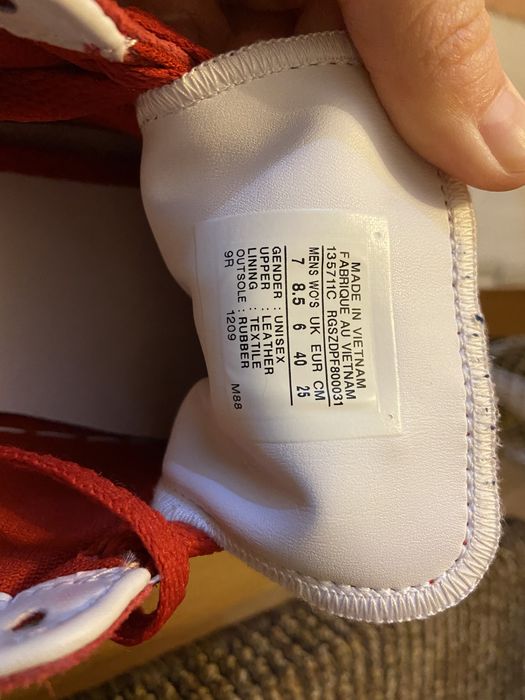 MADE IN VIETNAM
FABRIQUE AU VIETNAM
135711C RGSZDPF800031
MENS WO'S UK EUR CM
7 8.5 6 40 25
GENDER : UNISEX
UPPER : LEATHER
LINING : TEXTILE
OUTSOLE : RUBBER
9R 1209 M88